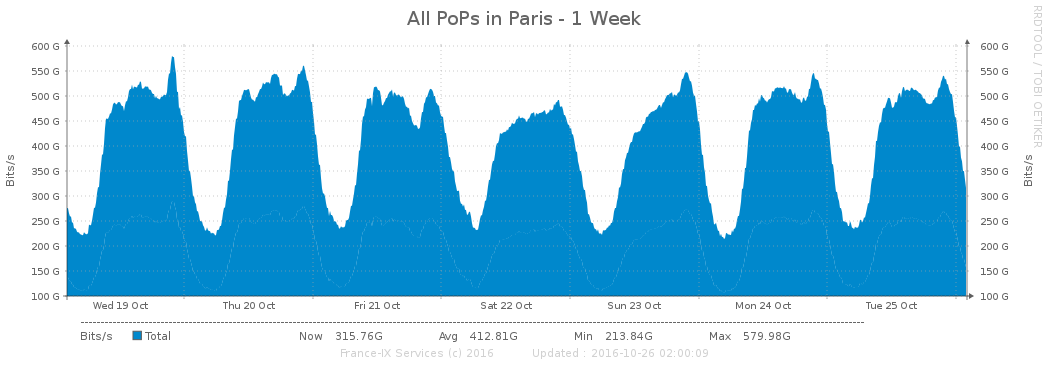 All PoPs in Paris - 1 Week
RRDTOOL / TOBI OETIKER
Bits/s
600 G 600 G
550 G 550 G
500 G 500 G
450 G 450 G
400 G 400 G
350 G 350 G
300 G 300 G
250 G 250 G
200 G 200 G
150 G 150 G
100 G 100 G
Bits/s
Wed 19 Oct Thu 20 Oct Fri 21 Oct Sat 22 Oct Sun 23 Oct Mon 24 Oct Tue 25 Oct
Bits/s Total Now 315.76G Avg 412.81G Min 213.84G Max 579.98G
France-IX Services (c) 2016 Updated : 2016-10-26 02:00:09